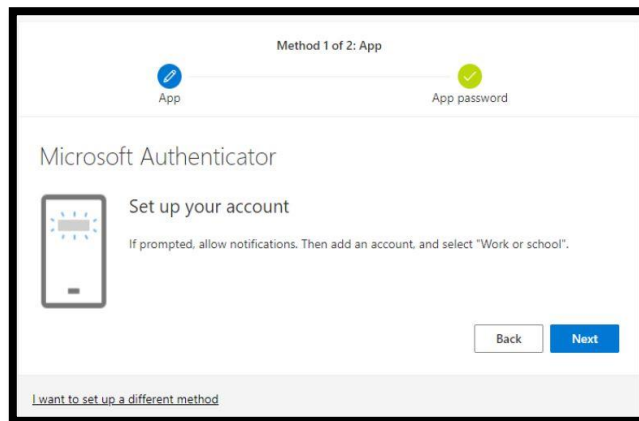 Method 1 of 2: App
App
App password
Microsoft Authenticator
Set up your account
If prompted, allow notifications. Then add an account, and select "Work or school".
Back
Next
I want to set up a different method